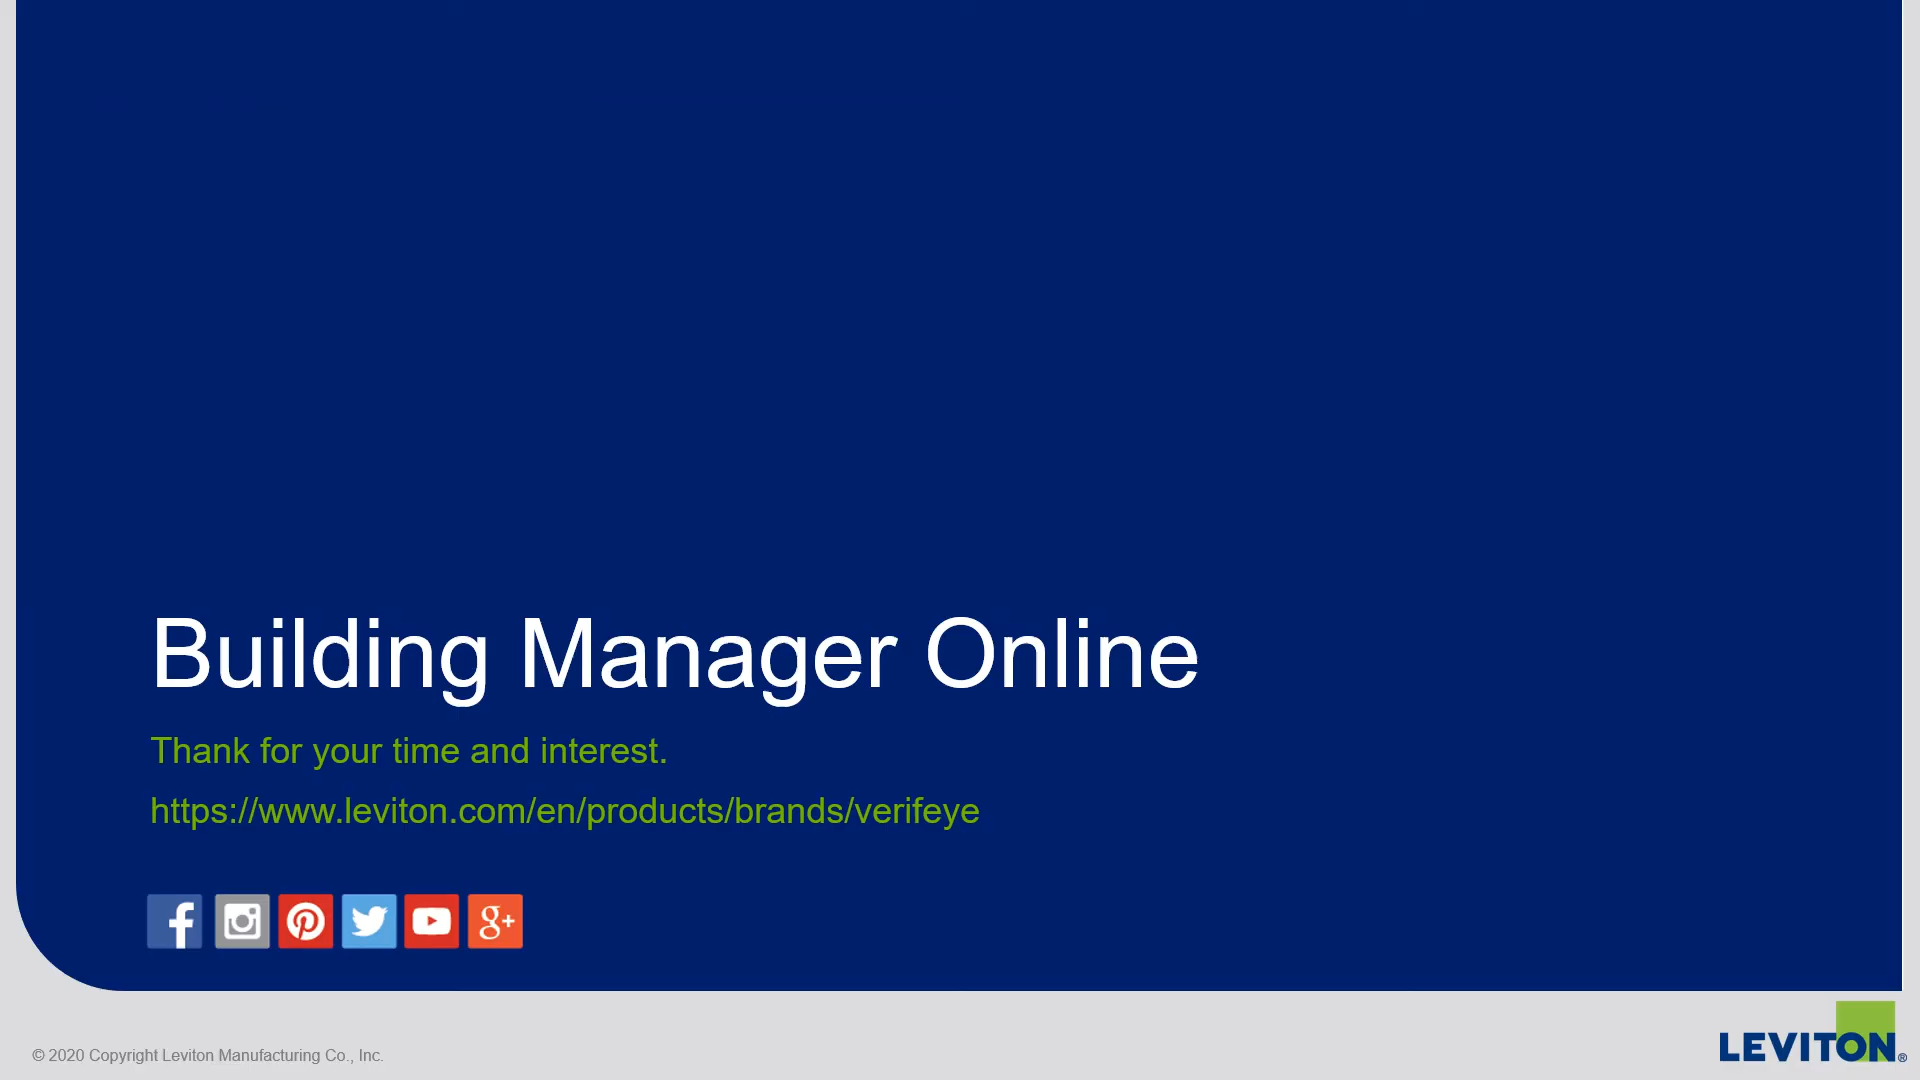 Building Manager Online
Thank for your time and interest.
https://www.leviton.com/en/products/brands/verifeye
g+
© 2020 Copyright Leviton Manufacturing Co., Inc.
LEVITON®